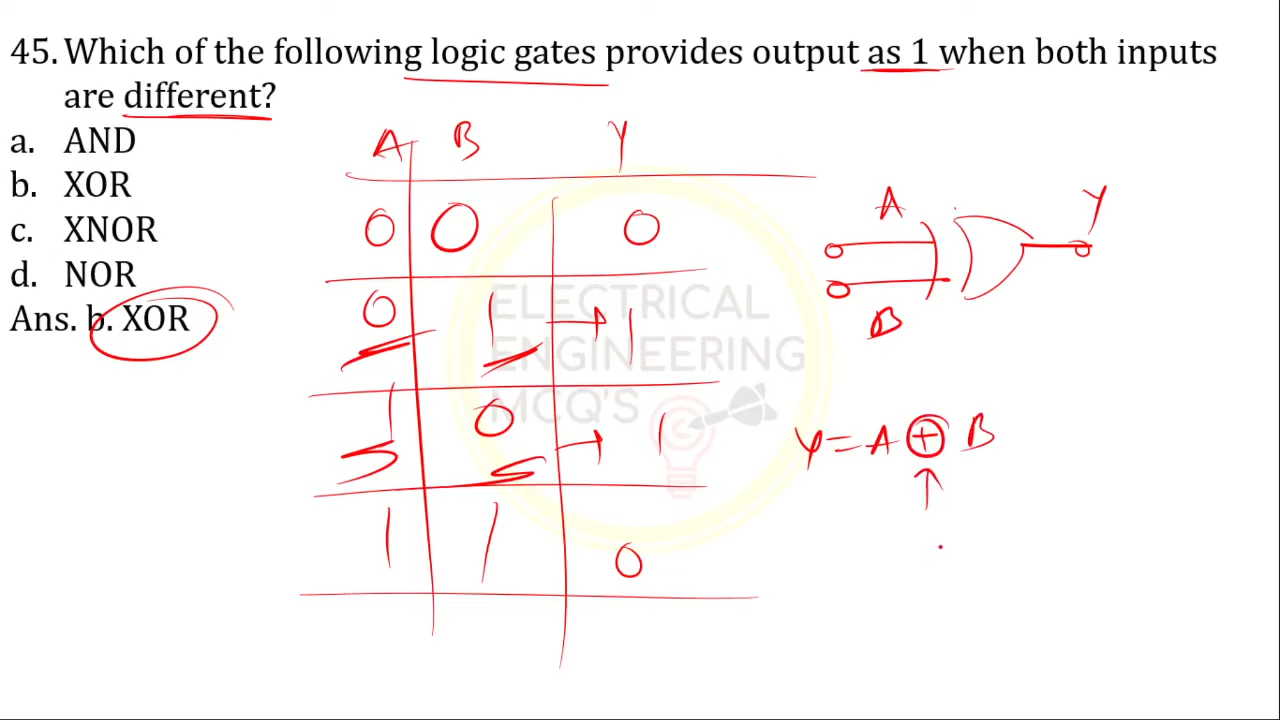 45. Which of the following logic gates provides output as 1 when both inputs
are different?
a. AND
b. XOR
c. XNOR
d. NOR
Ans. b. XOR
A B Y
0 0 0
0 1 → 1
1 0 → 1
1 1 0
A Y
B
Y = A ⊕ B
↑
ELECTRICAL
ENGINEERING
MCQ'S